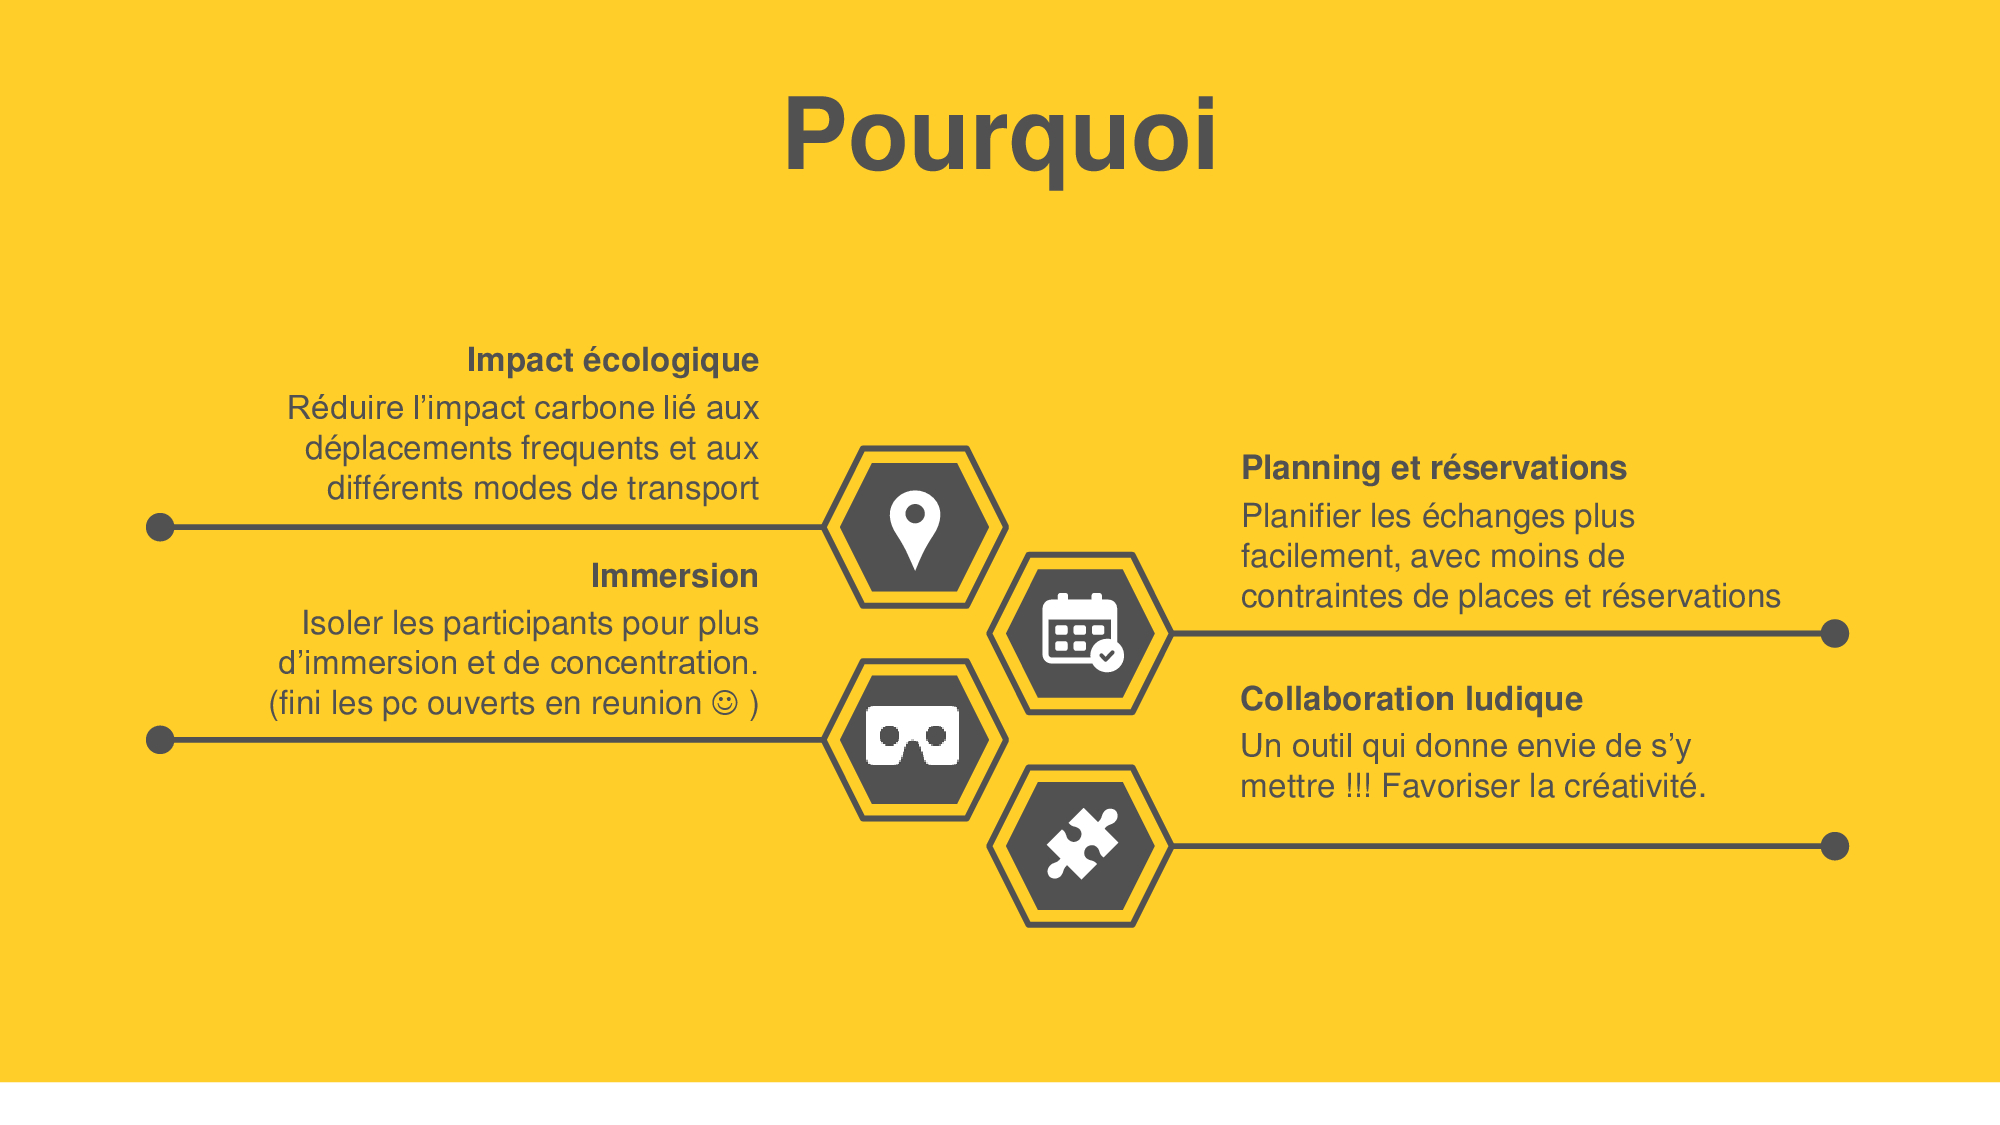 Pourquoi
Impact écologique
Réduire l’impact carbone lié aux
déplacements frequents et aux
différents modes de transport
Immersion
Isoler les participants pour plus
d’immersion et de concentration.
(fini les pc ouverts en reunion ☺ )
Planning et réservations
Planifier les échanges plus
facilement, avec moins de
contraintes de places et réservations
Collaboration ludique
Un outil qui donne envie de s’y
mettre !!! Favoriser la créativité.